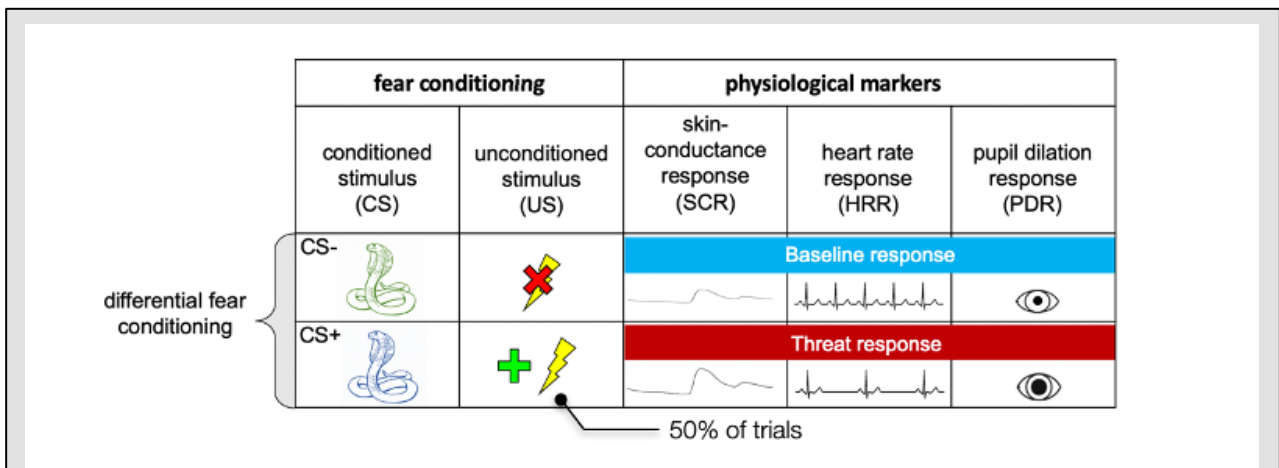 fear conditioning
physiological markers
conditioned
stimulus
(CS)
unconditioned
stimulus
(US)
skin-
conductance
response
(SCR)
heart rate
response
(HRR)
pupil dilation
response
(PDR)
differential fear
conditioning
CS-
Baseline response
CS+
Threat response
50% of trials